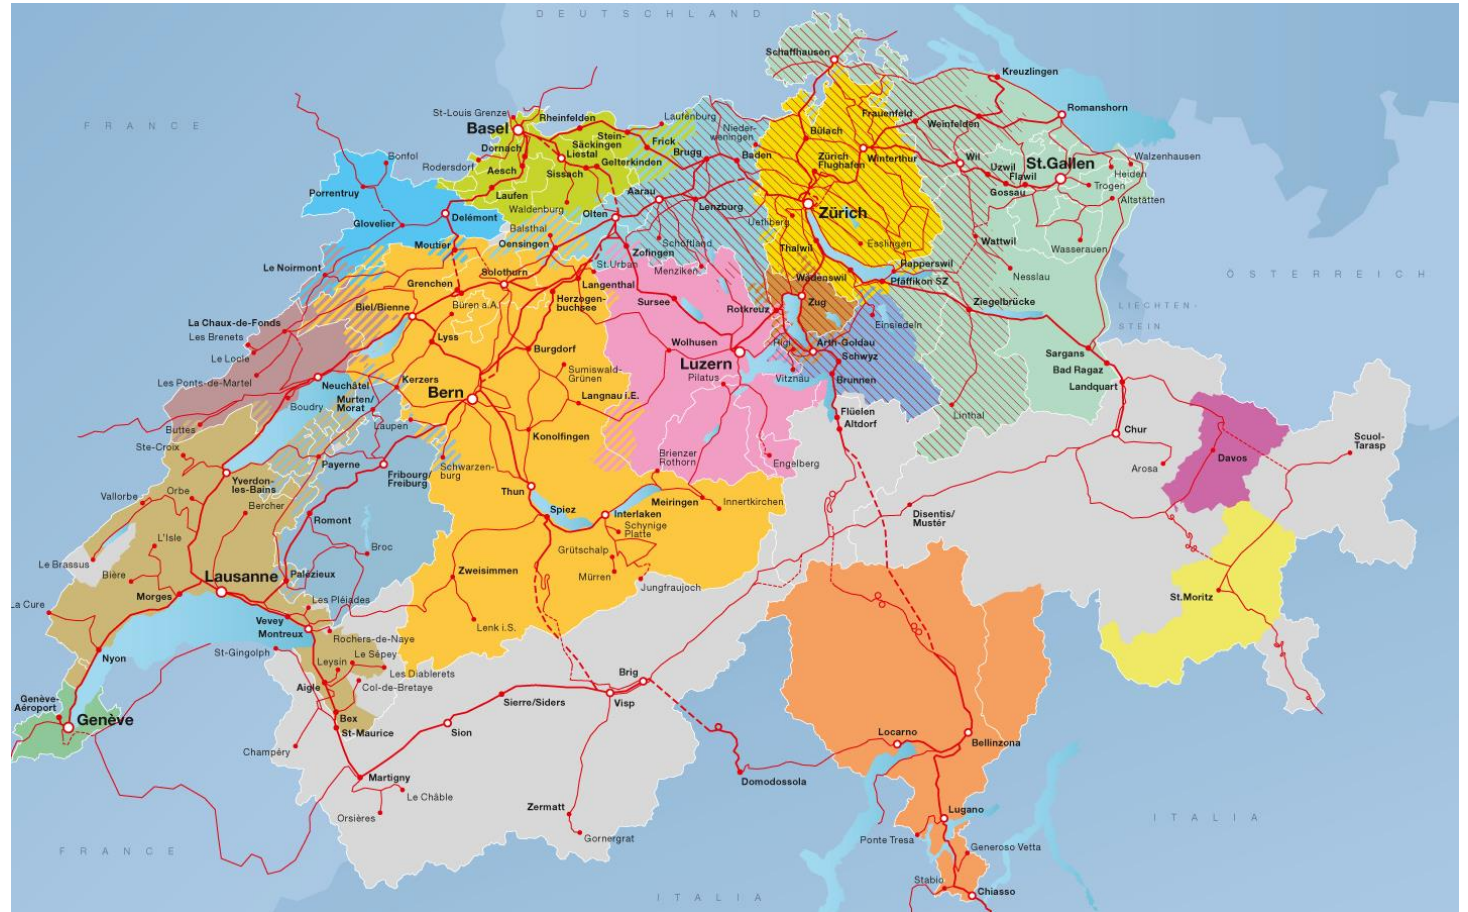 DEUTSCHLAND
Schaffhausen
Kreuzlingen
St-Louis Grenze
Rheinfelden
Laufenburg
Romanshorn
FRANCE
Basel
Stein-
Säckingen
Nieder-
weningen
Frauenfeld
Weinfelden
Bülach
Dornach
Liestal
Frick
Brugg
Baden
Zürich
Flughafen
Winterthur
Wil
Uzwil
Flawil
St.Gallen
Walzenhausen
Heiden
Bonfol
Rodersdorf
Aesch
Sissach
Gelterkinden
Gossau
Trogen
Altstätten
Porrentruy
Laufen
Waldenburg
Aarau
Lenzburg
Zürich
Uetliberg
Glovelier
Delémont
Olten
Balsthal
Oensingen
Schöftland
Zofingen
Menziken
Thalwil
Esslingen
Wattwil
Wasserauen
Moutier
Le Noirmont
St.Urban
Langenthal
Rapperswil
Nesslau
ÖSTERREICH
Solothurn
Grenchen
Wädenswil
Pfäffikon SZ
Büren a.A.
Herzogen-
buchsee
Sursee
Rotkreuz
Zug
Ziegelbrücke
LIECHTEN-
STEIN
Biel/Bienne
La Chaux-de-Fonds
Les Brenets
Le Locle
Lyss
Burgdorf
Wolhusen
Einsiedeln
Rigi
Arth-Goldau
Schwyz
Sargans
Bad Ragaz
Landquart
Les Ponts-de-Martel
Neuchâtel
Kerzers
Sumiswald-
Grünen
Luzern
Pilatus
Vitznau
Brunnen
Murten/
Morat
Bern
Langnau i.E.
Boudry
Buttes
Laupen
Flüelen
Altdorf
Linthal
Chur
Ste-Croix
Konolfingen
Scuol-
Tarasp
Payerne
Fribourg/
Freiburg
Schwarzen-
burg
Brienzer
Rothorn
Engelberg
Arosa
Davos
Yverdon-
les-Bains
Vallorbe
Orbe
Bercher
Thun
Meiringen
Innertkirchen
Romont
Spiez
Interlaken
Schynige
Platte
Disentis/
Mustér
L'Isle
Broc
Grütschalp
Le Brassus
Bière
Lausanne
Palézieux
Zweisimmen
Mürren
Jungfraujoch
La Cure
Morges
Les Pléiades
St.Moritz
Vevey
Montreux
Rochers-de-Naye
Lenk i.S.
Nyon
St-Gingolph
Leysin
Le Sépey
Les Diablerets
Brig
Aigle
Col-de-Bretaye
Genève-
Aéroport
Genève
Bex
St-Maurice
Sierre/Siders
Visp
Sion
Locarno
Bellinzona
Champéry
Martigny
Domodossola
Le Châble
Orsières
Zermatt
Gornergrat
Lugano
ITALIA
Ponte Tresa
Generoso Vetta
FRANCE
Stabio
Chiasso
ITALIA